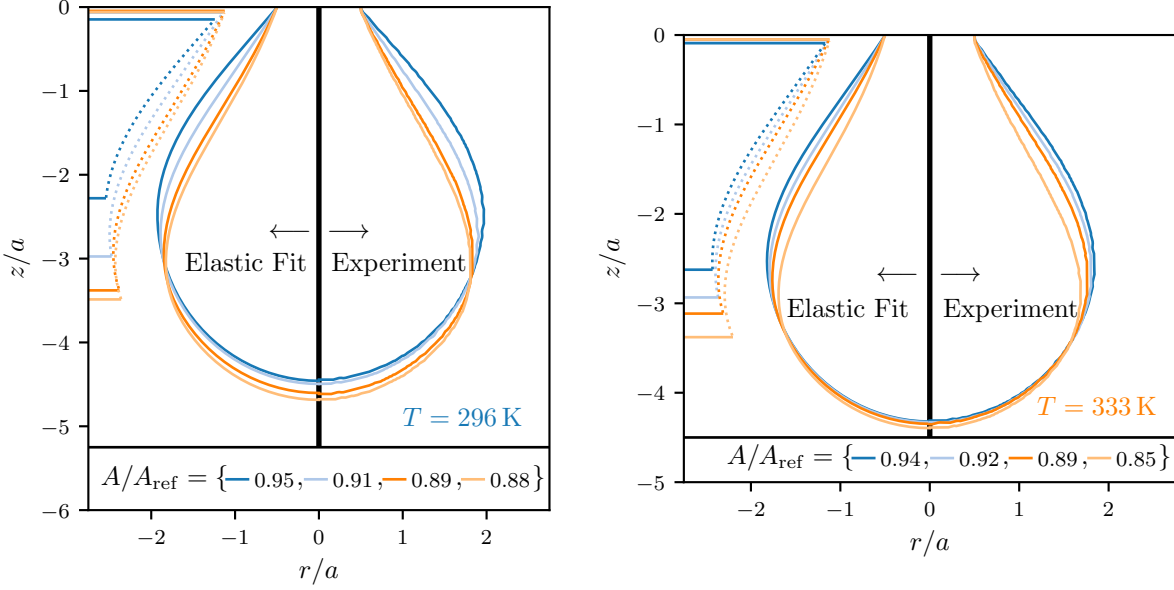 0
−1
−2
−3
−4
−5
−6
z/a
← →
Elastic Fit Experiment
T = 296 K
A/A_ref = { 0.95, 0.91, 0.89, 0.88}
−2 −1 0 1 2
r/a
0
−1
−2
−3
−4
−5
z/a
← →
Elastic Fit Experiment
T = 333 K
A/A_ref = { 0.94, 0.92, 0.89, 0.85}
−2 −1 0 1 2
r/a